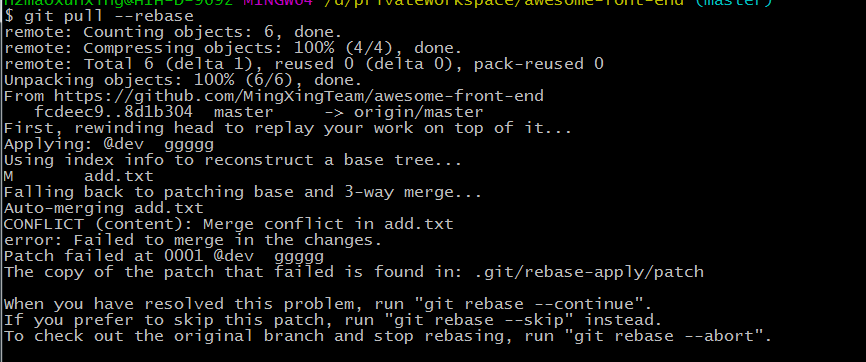 MINGW64 /d/privateWorkspace/awesome-front-end (master)
$ git pull --rebase
remote: Counting objects: 6, done.
remote: Compressing objects: 100% (4/4), done.
remote: Total 6 (delta 1), reused 0 (delta 0), pack-reused 0
Unpacking objects: 100% (6/6), done.
From https://github.com/MingXingTeam/awesome-front-end
   fcdeec9..8d1b304  master     -> origin/master
First, rewinding head to replay your work on top of it...
Applying: @dev  ggggg
Using index info to reconstruct a base tree...
M       add.txt
Falling back to patching base and 3-way merge...
Auto-merging add.txt
CONFLICT (content): Merge conflict in add.txt
error: Failed to merge in the changes.
Patch failed at 0001 @dev  ggggg
The copy of the patch that failed is found in: .git/rebase-apply/patch

When you have resolved this problem, run "git rebase --continue".
If you prefer to skip this patch, run "git rebase --skip" instead.
To check out the original branch and stop rebasing, run "git rebase --abort".